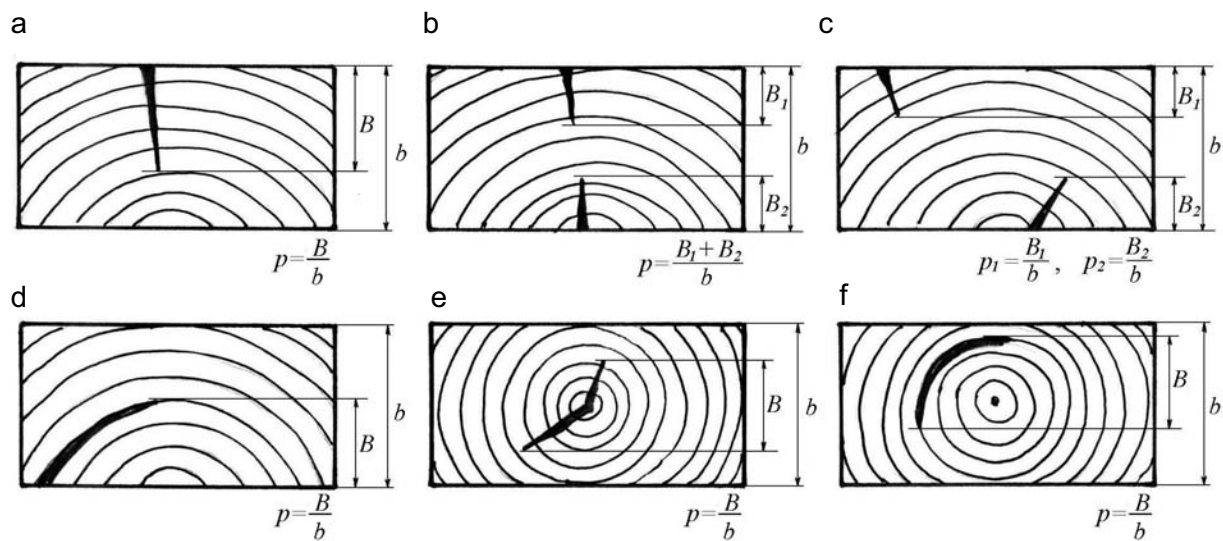 a b c
B b B₁ B₂ b B₁ B₂ b
p = B/b p = (B₁ + B₂)/b p₁ = B₁/b , p₂ = B₂/b
d e f
B b B b B b
p = B/b p = B/b p = B/b